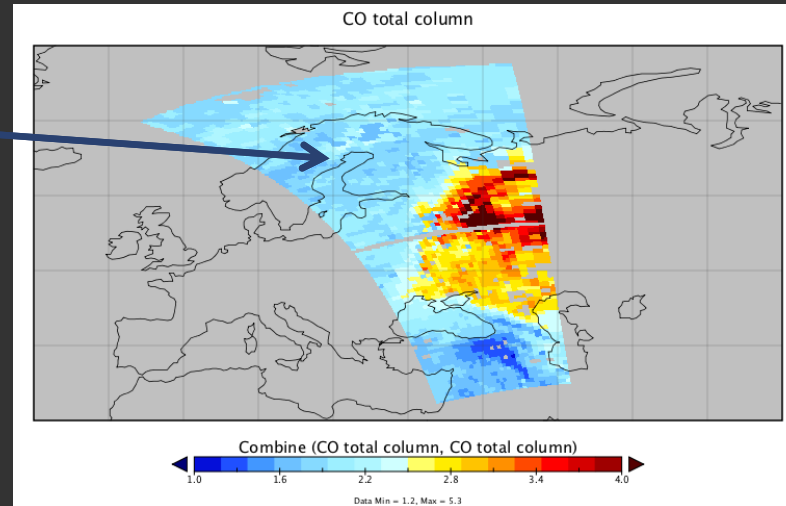 CO total column
Combine (CO total column, CO total column)
1.0 1.6 2.2 2.8 3.4 4.0
Data Min = 1.2, Max = 5.3